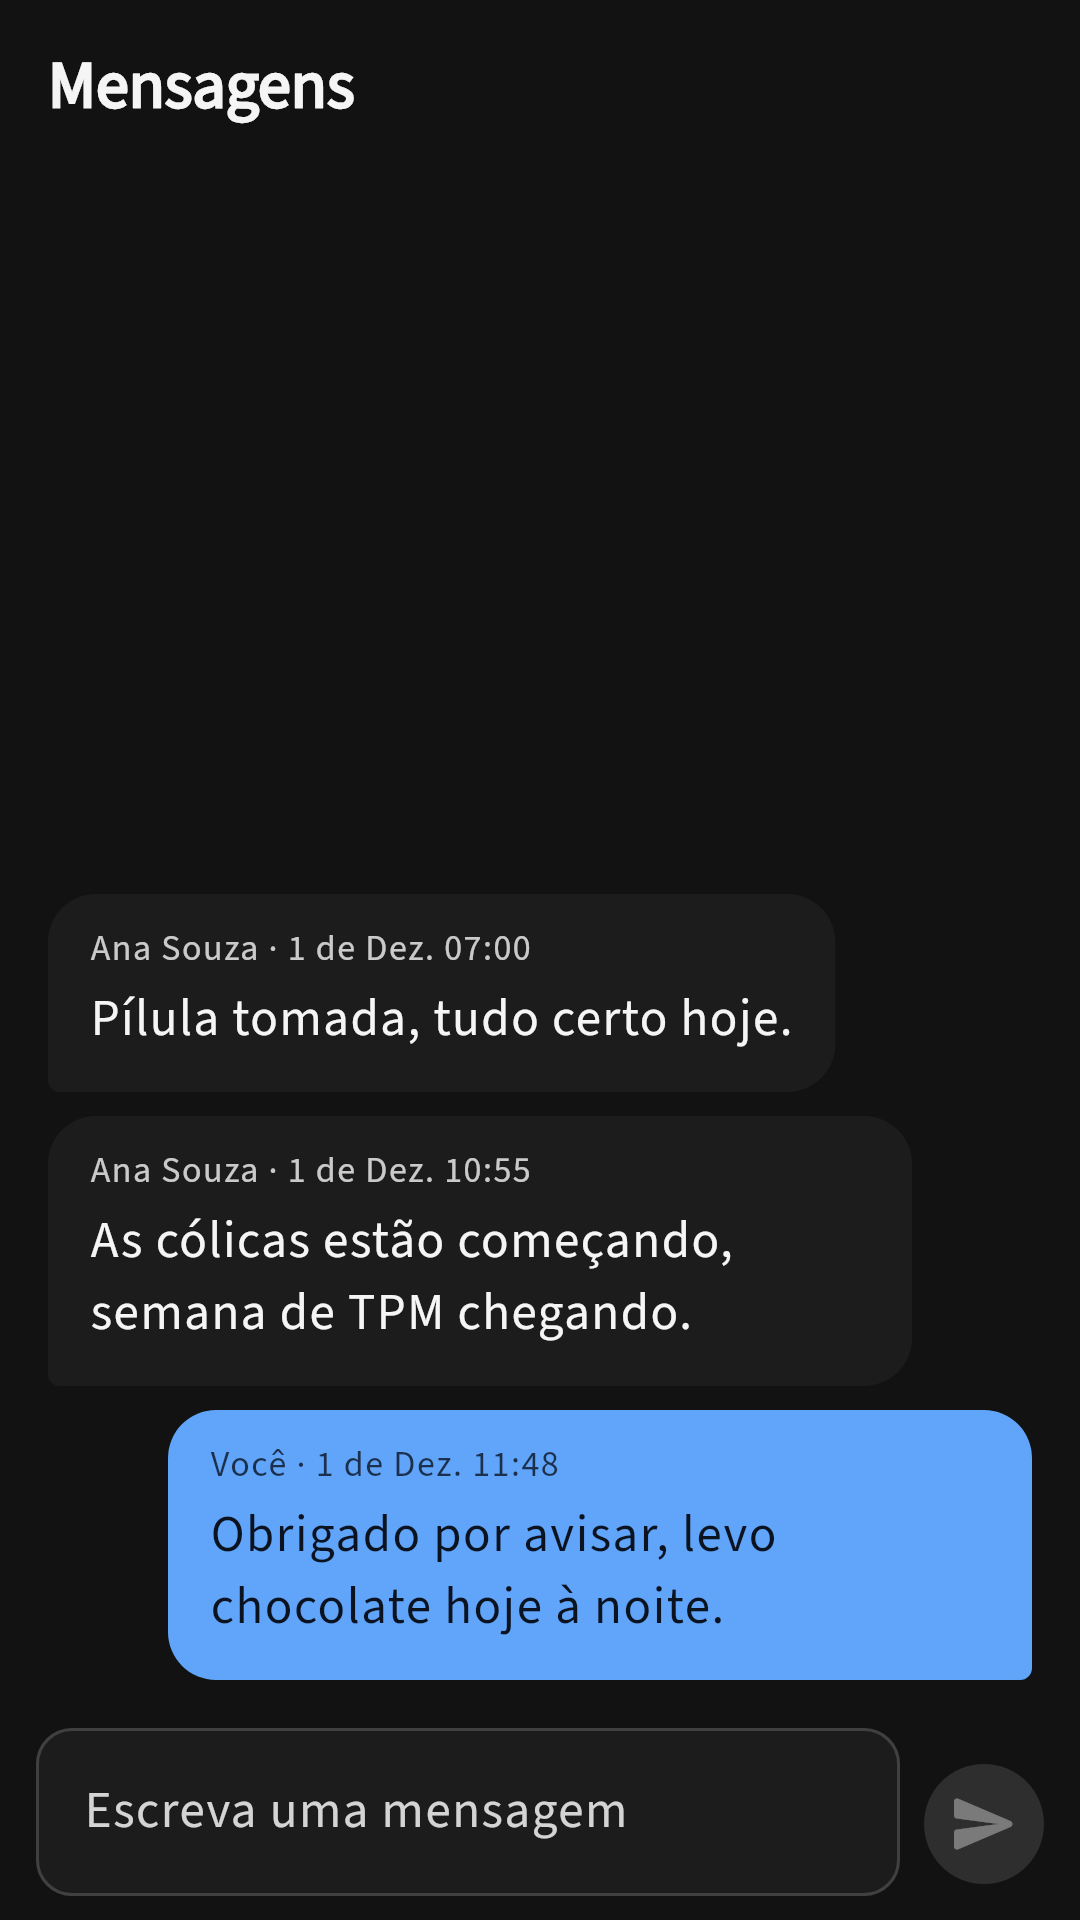 Mensagens
Ana Souza · 1 de Dez. 07:00
Pílula tomada, tudo certo hoje.
Ana Souza · 1 de Dez. 10:55
As cólicas estão começando,
semana de TPM chegando.
Você · 1 de Dez. 11:48
Obrigado por avisar, levo
chocolate hoje à noite.
Escreva uma mensagem